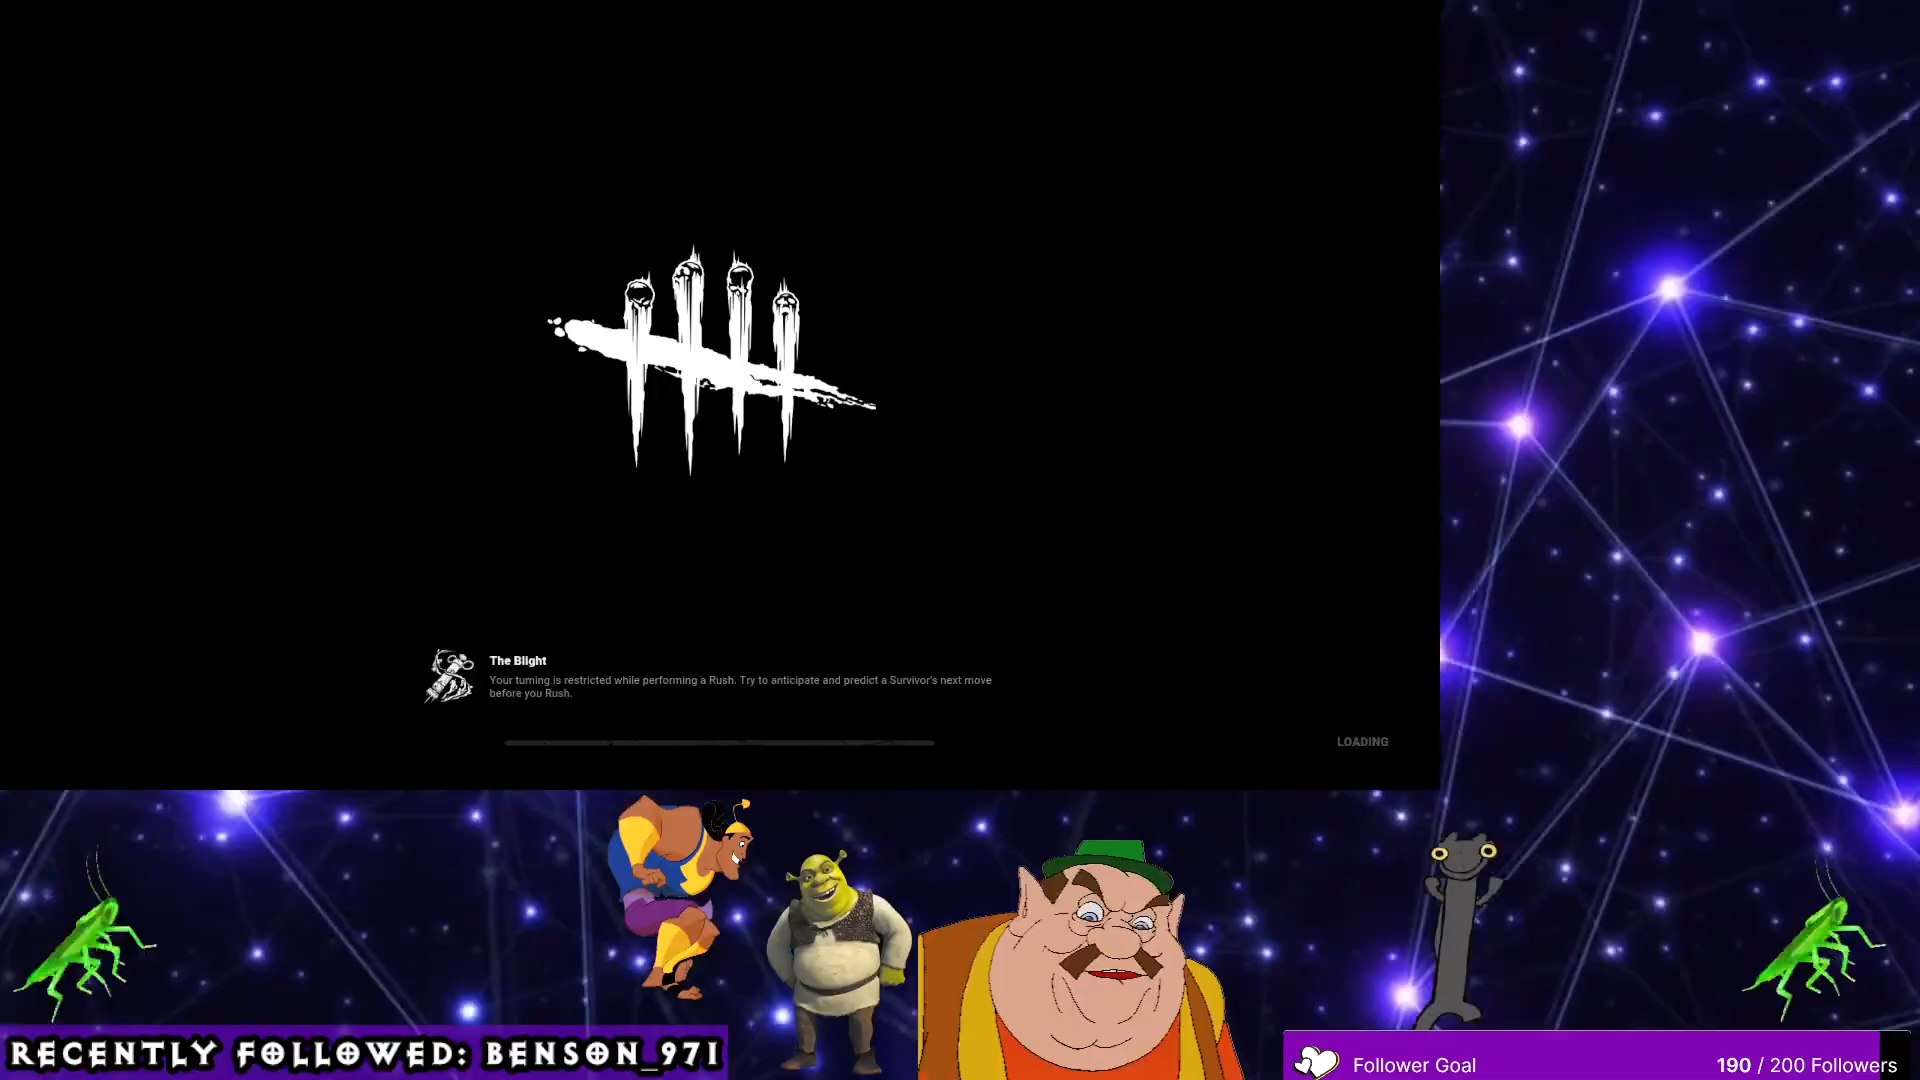 The Blight
Your turning is restricted while performing a Rush. Try to anticipate and predict a Survivor's next move
before you Rush.
LOADING
RECENTLY FOLLOWED: BENSON_971
Follower Goal
190 / 200 Followers